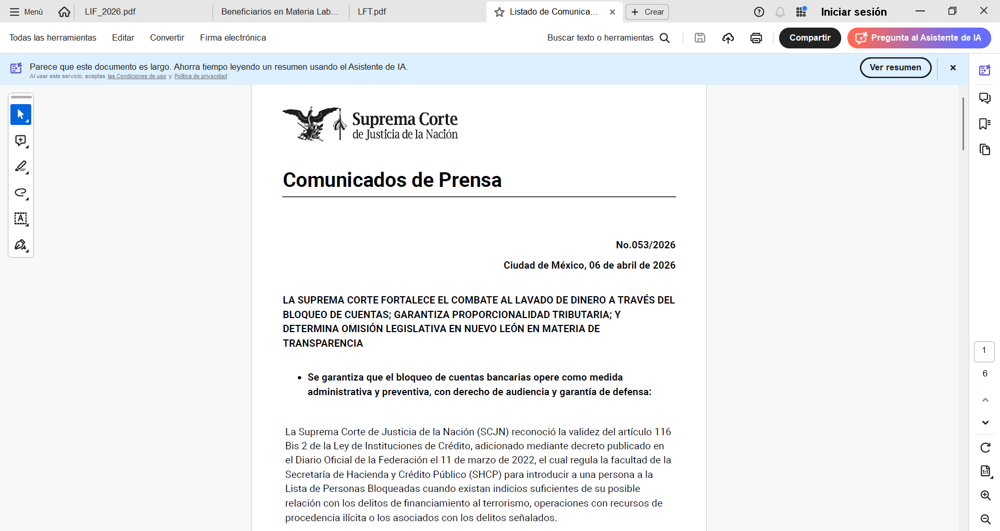 Menú
LIF_2026.pdf
Beneficiarios en Materia Lab...
LFT.pdf
Listado de Comunica...
Crear
Iniciar sesión
Todas las herramientas
Editar
Convertir
Firma electrónica
Buscar texto o herramientas
Compartir
Pregunta al Asistente de IA
Parece que este documento es largo. Ahorra tiempo leyendo un resumen usando el Asistente de IA.
Al usar este servicio, aceptas las Condiciones de uso y Política de privacidad
Ver resumen
Suprema Corte
de Justicia de la Nación
Comunicados de Prensa
No.053/2026
Ciudad de México, 06 de abril de 2026
LA SUPREMA CORTE FORTALECE EL COMBATE AL LAVADO DE DINERO A TRAVÉS DEL
BLOQUEO DE CUENTAS; GARANTIZA PROPORCIONALIDAD TRIBUTARIA; Y
DETERMINA OMISIÓN LEGISLATIVA EN NUEVO LEÓN EN MATERIA DE
TRANSPARENCIA
• Se garantiza que el bloqueo de cuentas bancarias opere como medida
administrativa y preventiva, con derecho de audiencia y garantía de defensa:
La Suprema Corte de Justicia de la Nación (SCJN) reconoció la validez del artículo 116
Bis 2 de la Ley de Instituciones de Crédito, adicionado mediante decreto publicado en
el Diario Oficial de la Federación el 11 de marzo de 2022, el cual regula la facultad de la
Secretaría de Hacienda y Crédito Público (SHCP) para introducir a una persona a la
Lista de Personas Bloqueadas cuando existan indicios suficientes de su posible
relación con los delitos de financiamiento al terrorismo, operaciones con recursos de
procedencia ilícita o los asociados con los delitos señalados.
1
6
1:1